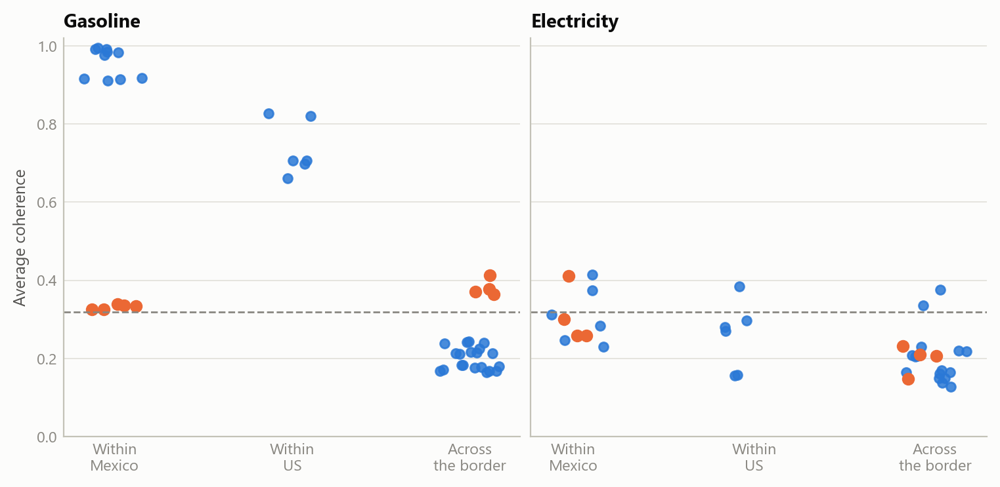 Gasoline
Electricity
Average coherence
1.0
0.8
0.6
0.4
0.2
0.0
Within
Mexico
Within
US
Across
the border
Within
Mexico
Within
US
Across
the border